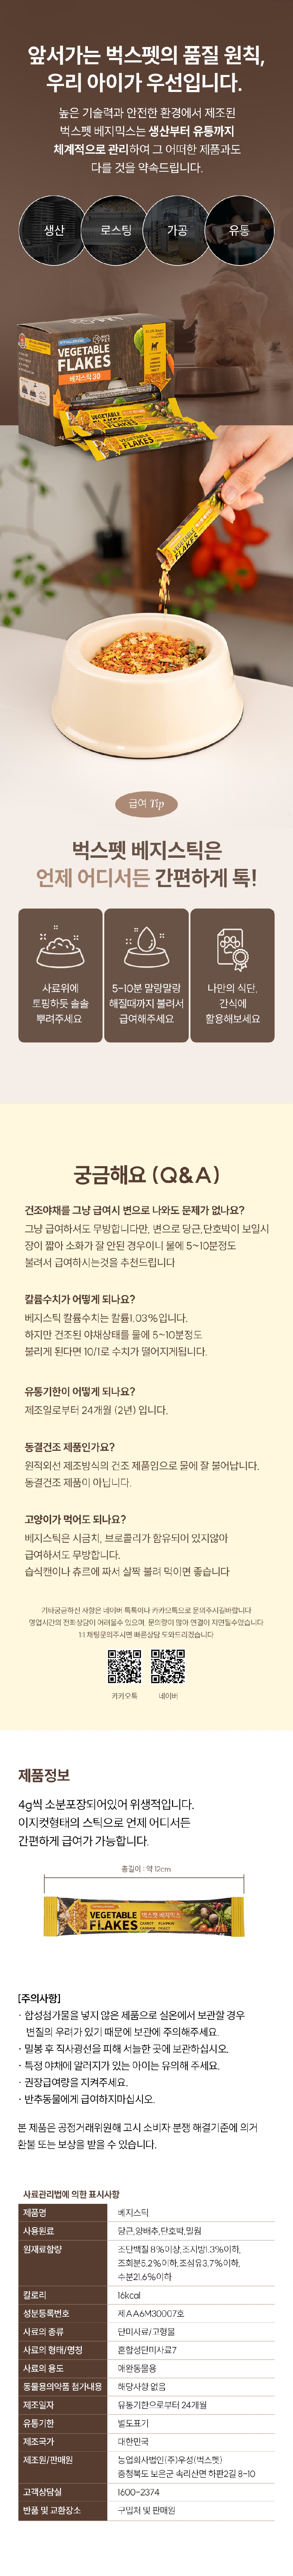 앞서가는 벅스펫의 품질 원칙,
우리 아이가 우선입니다.
높은 기술력과 안전한 환경에서 제조된
벅스펫 베지믹스는 생산부터 유통까지
체계적으로 관리하여 그 어떠한 제품과도
다를 것을 약속드립니다.
생산 로스팅 가공 유통
VEGETABLE
FLAKES
베지스틱30
VEGETABLE
FLAKES
급여 Tip
벅스펫 베지스틱은
언제 어디서든 간편하게 톡!
사료위에
토핑하듯 솔솔
뿌려주세요
5-10분 말랑말랑
해질때까지 불려서
급여해주세요
나만의 식단,
간식에
활용해보세요
궁금해요 (Q&A)
건조야채를 그냥 급여시 변으로 나와도 문제가 없나요?
그냥 급여하셔도 무방합니다만, 변으로 당근,단호박이 보일시
장이 짧아 소화가 잘 안된 경우이니 물에 5~10분정도
불려서 급여하시는것을 추천드립니다
칼륨수치가 어떻게 되나요?
베지스틱 칼륨수치는 칼륨1.03%입니다.
하지만 건조된 야채상태를 물에 5~10분정도
불리게 된다면 10/1로 수치가 떨어지게됩니다.
유통기한이 어떻게 되나요?
제조일로부터 24개월 (2년) 입니다.
동결건조 제품인가요?
원적외선 제조방식의 건조 제품임으로 물에 잘 불어납니다.
동결건조 제품이 아닙니다.
고양이가 먹어도 되나요?
베지스틱은 시금치, 브로콜리가 함유되어 있지않아
급여하셔도 무방합니다.
습식캔이나 츄르에 짜서 살짝 불려 먹이면 좋습니다
기타궁금하신 사항은 네이버 톡톡이나 카카오톡으로 문의주시길바랍니다
영업시간외 전화상담이 어려울수 있으며, 문의량이 많아 연결이 지연될수있습니다
1:1 채팅문의주시면 빠른상담 도와드리겠습니다
카카오톡 네이버
제품정보
4g씩 소분포장되어있어 위생적입니다.
이지컷형태의 스틱으로 언제 어디서든
간편하게 급여가 가능합니다.
총길이 : 약 12cm
VEGETABLE
FLAKES
벅스펫 베지믹스
CARROT PUMPKIN
CABBAGE INSECT
[주의사항]
· 합성첨가물을 넣지 않은 제품으로 실온에서 보관할 경우
변질의 우려가 있기 때문에 보관에 주의해주세요.
· 밀봉 후 직사광선을 피해 서늘한 곳에 보관하십시오.
· 특정 야채에 알러지가 있는 아이는 유의해 주세요.
· 권장급여량을 지켜주세요.
· 반추동물에게 급여하지마십시오.
본 제품은 공정거래위원해 고시 소비자 분쟁 해결기준에 의거
환불 또는 보상을 받을 수 있습니다.
사료관리법에 의한 표시사항
제품명 베지스틱
사용원료 당근,양배추,단호박,밀웜
원재료함량 조단백질 8%이상,조지방1.3%이하,
조회분5.2%이하,조섬유3.7%이하,
수분21.6%이하
칼로리 16kcal
성분등록번호 제 AA6M30007호
사료의 종류 단미사료/고형물
사료의 형태/명칭 혼합성단미사료7
사료의 용도 애완동물용
동물용의약품 첨가내용 해당사항 없음
제조일자 유통기한으로부터 24개월
유통기한 별도표기
제조국가 대한민국
제조원/판매원 농업회사법인(주)우성(벅스펫)
충청북도 보은군 속리산면 하판2길 8-10
고객상담실 1600-2374
반품 및 교환장소 구입처 및 판매원